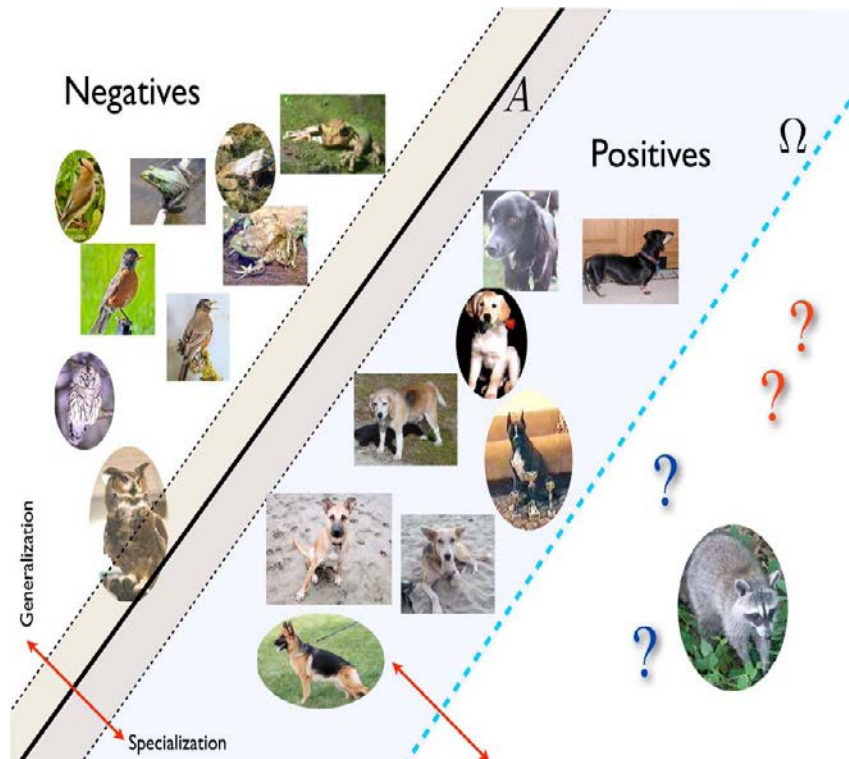 Negatives
A
Ω
Positives
?
?
?
?
Generalization
Specialization